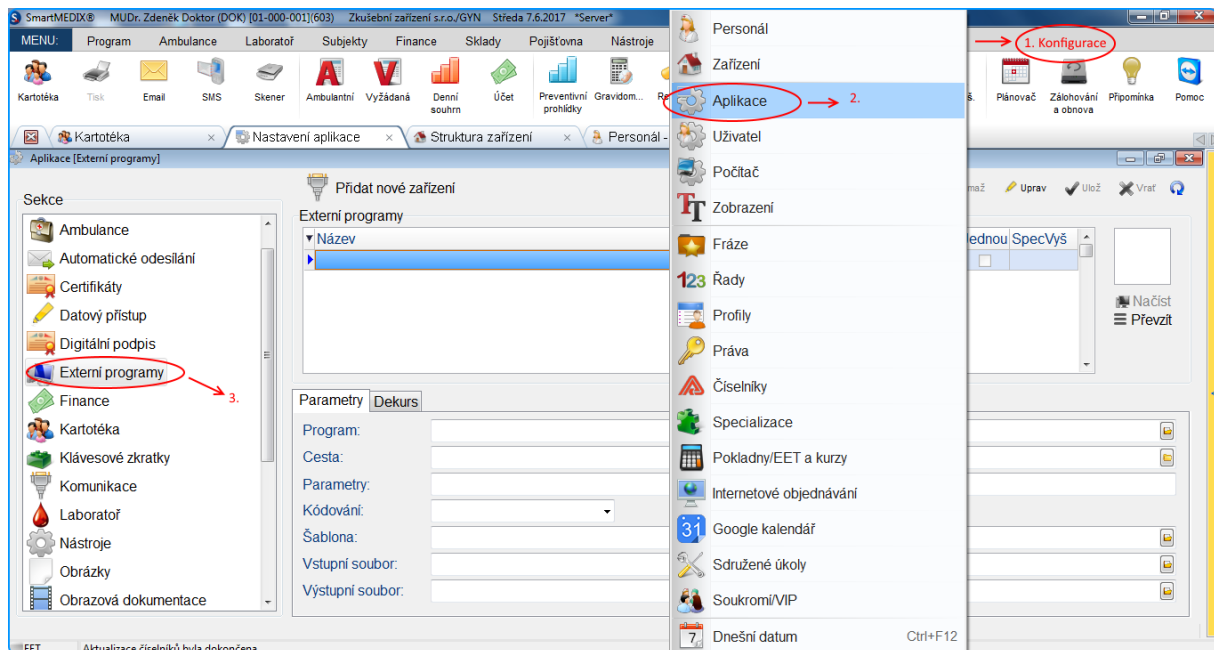 SmartMEDIX® MUDr. Zdeněk Doktor (DOK) [01-000-001](603) Zkušební zařízení s.r.o./GYN Středa 7.6.2017 *Server*
MENU: Program Ambulance Laboratoř Subjekty Finance Sklady Pojišťovna Nástroje 1. Konfigurace
Kartotéka Tisk Email SMS Skener Ambulantní Vyžádaná Denní souhrn Účet Preventivní prohlídky Gravidom... Plánovač Zálohování a obnova Připomínka Pomoc
Kartotéka Nastavení aplikace Struktura zařízení Personál -
Aplikace [Externí programy]
Přidat nové zařízení
Uprav Ulož Vrať
Sekce
Ambulance
Automatické odesílání
Certifikáty
Datový přístup
Digitální podpis
Externí programy
3.
Finance
Kartotéka
Klávesové zkratky
Komunikace
Laboratoř
Nástroje
Obrázky
Obrazová dokumentace
Externí programy
Název
ednou SpecVyš
Načíst
Převzít
Parametry Dekurs
Program:
Cesta:
Parametry:
Kódování:
Šablona:
Vstupní soubor:
Výstupní soubor:
Personál
Zařízení
Aplikace 2.
Uživatel
Počítač
Zobrazení
Fráze
123 Řady
Profily
Práva
Číselníky
Specializace
Pokladny/EET a kurzy
Internetové objednávání
31 Google kalendář
Sdružené úkoly
Soukromí/VIP
7 Dnešní datum Ctrl+F12
EET Aktualizace číselníků byla dokončena